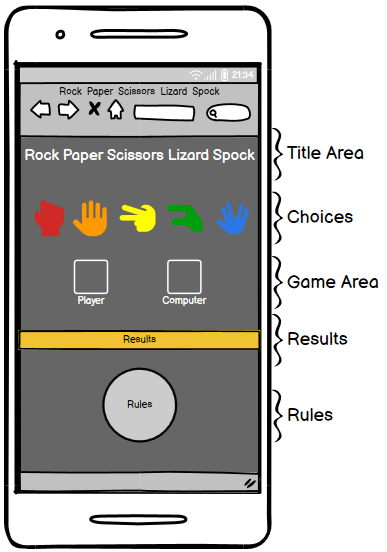 21:34
Rock Paper Scissors Lizard Spock
Rock Paper Scissors Lizard Spock
Title Area
Choices
Game Area
Player
Computer
Results
Results
Rules
Rules